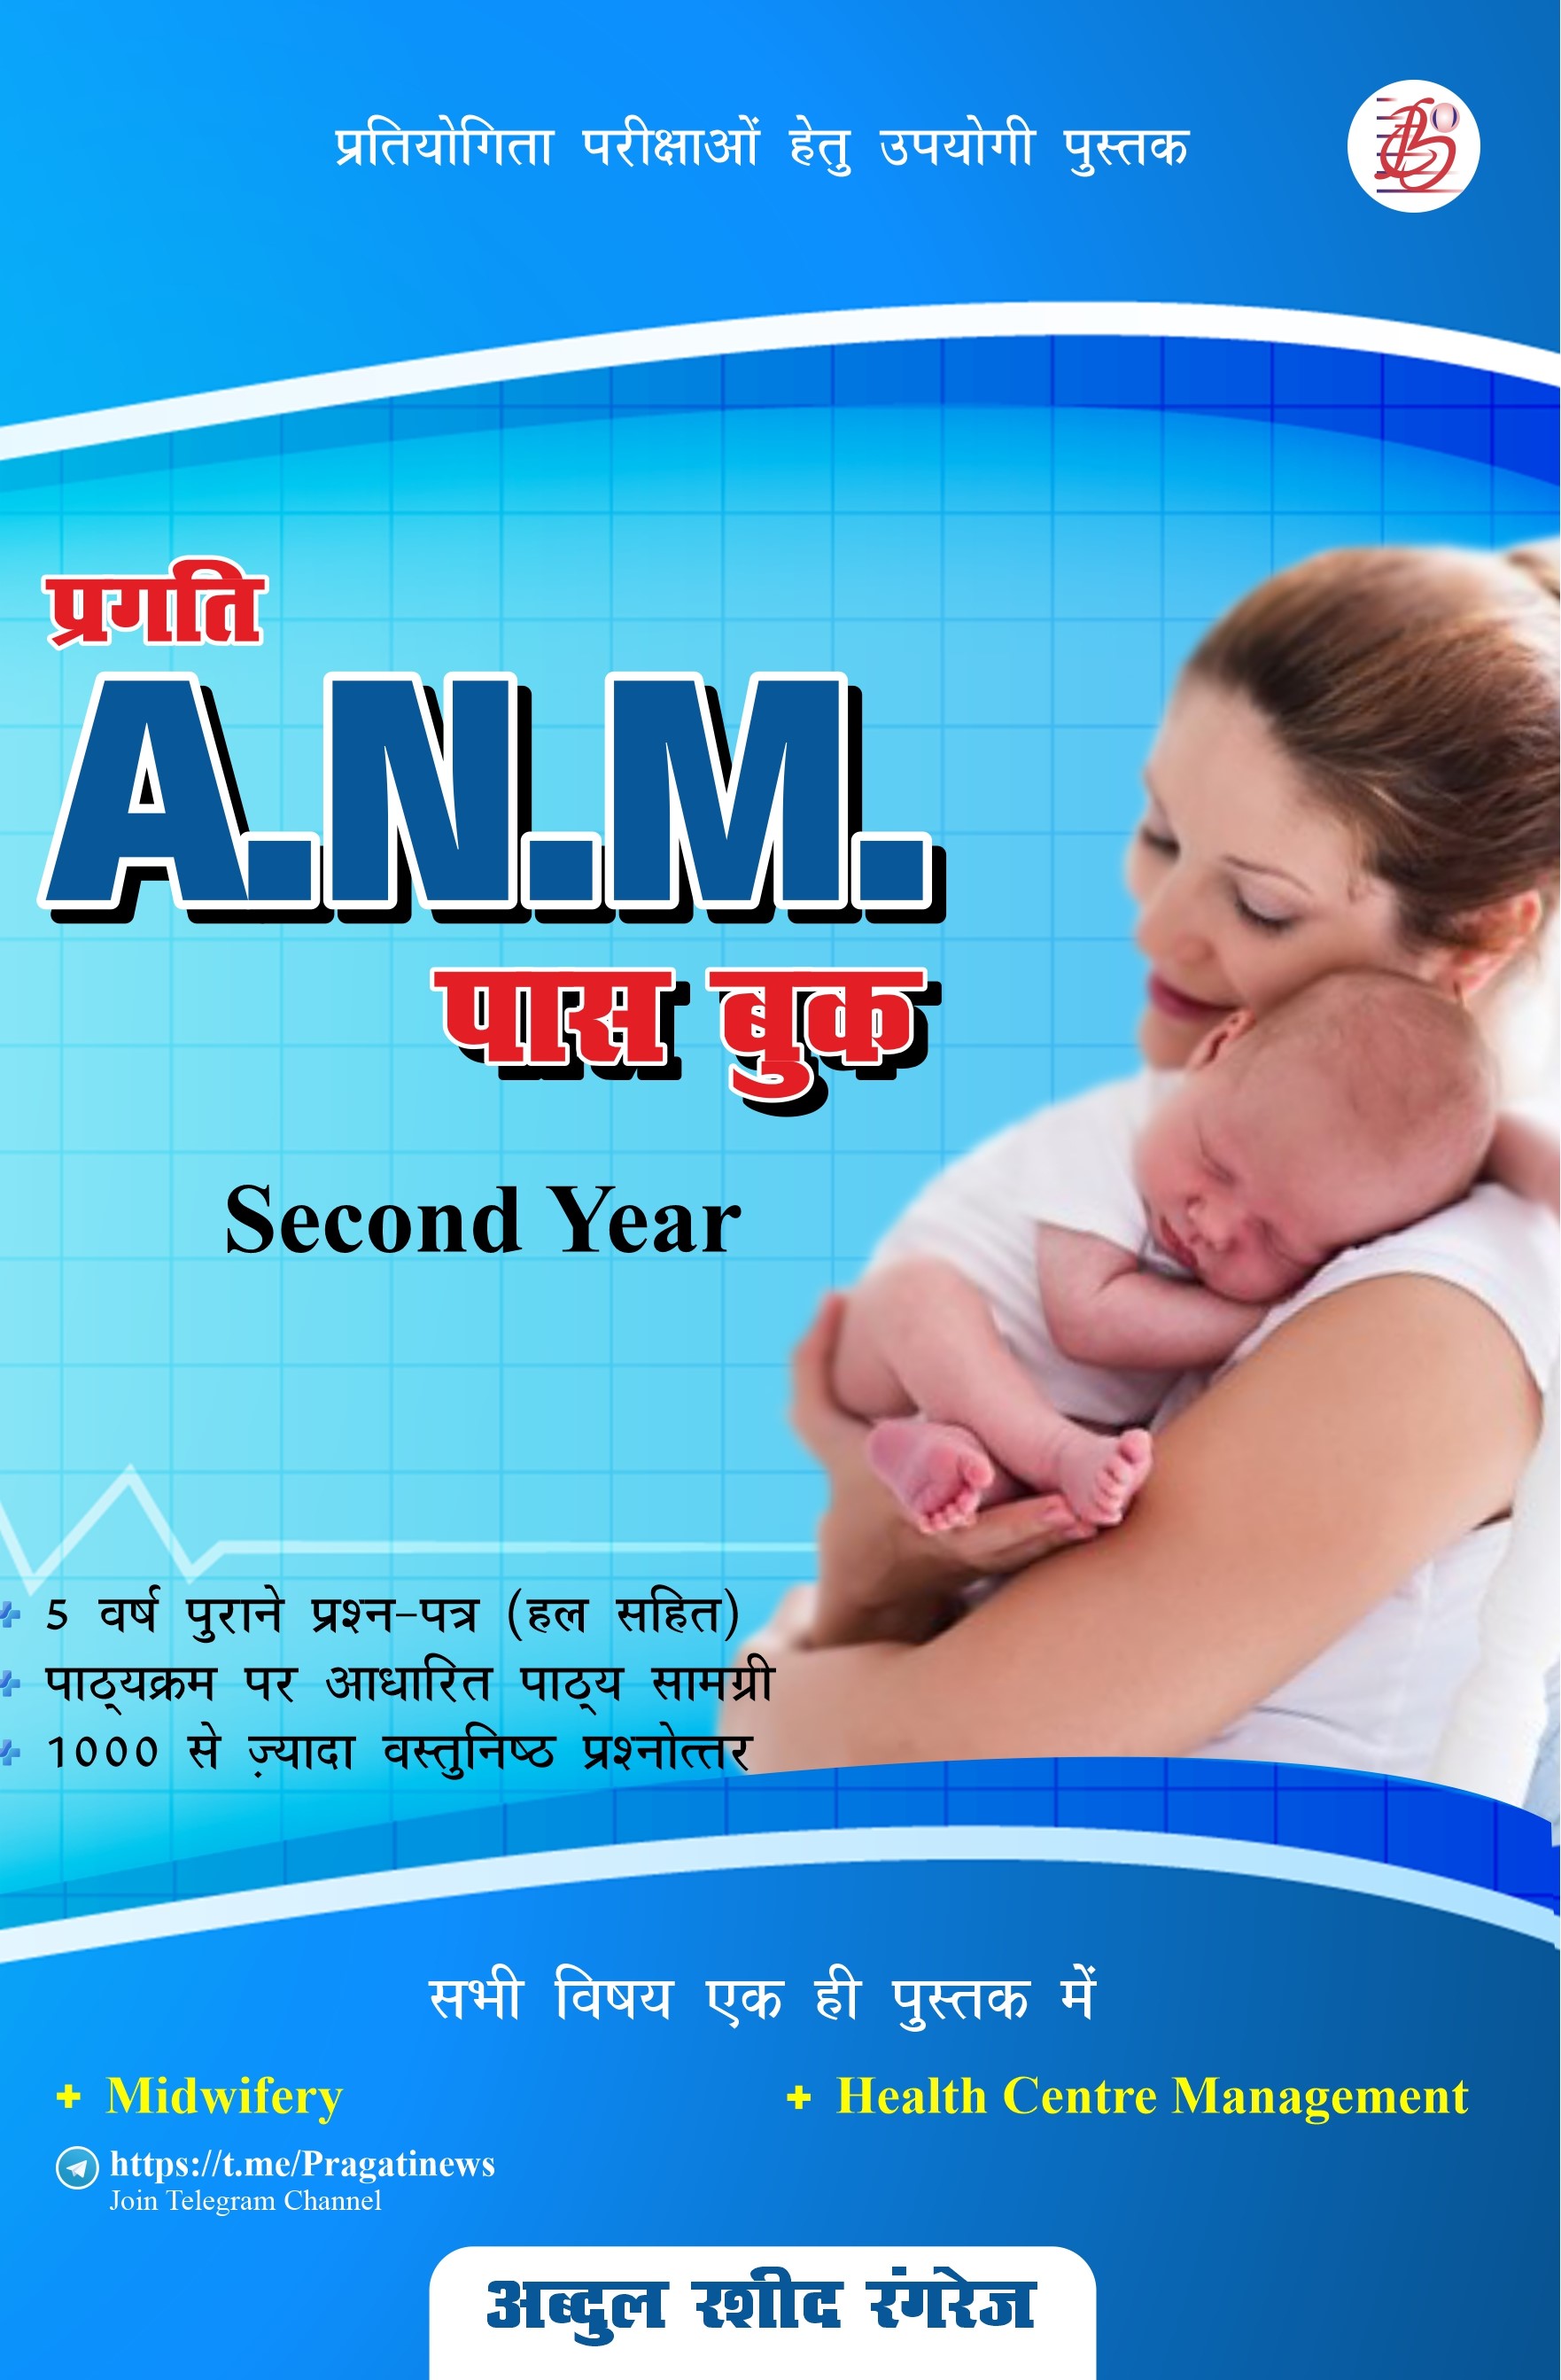 प्रतियोगिता परीक्षाओं हेतु उपयोगी पुस्तक
प्रगति
A.N.M.
पास बुक
Second Year
5 वर्ष पुराने प्रश्न-पत्र (हल सहित)
पाठ्यक्रम पर आधारित पाठ्य सामग्री
1000 से ज़्यादा वस्तुनिष्ठ प्रश्नोत्तर
सभी विषय एक ही पुस्तक में
+ Midwifery
+ Health Centre Management
https://t.me/Pragatinews
Join Telegram Channel
अब्दुल रशीद रंगरेज